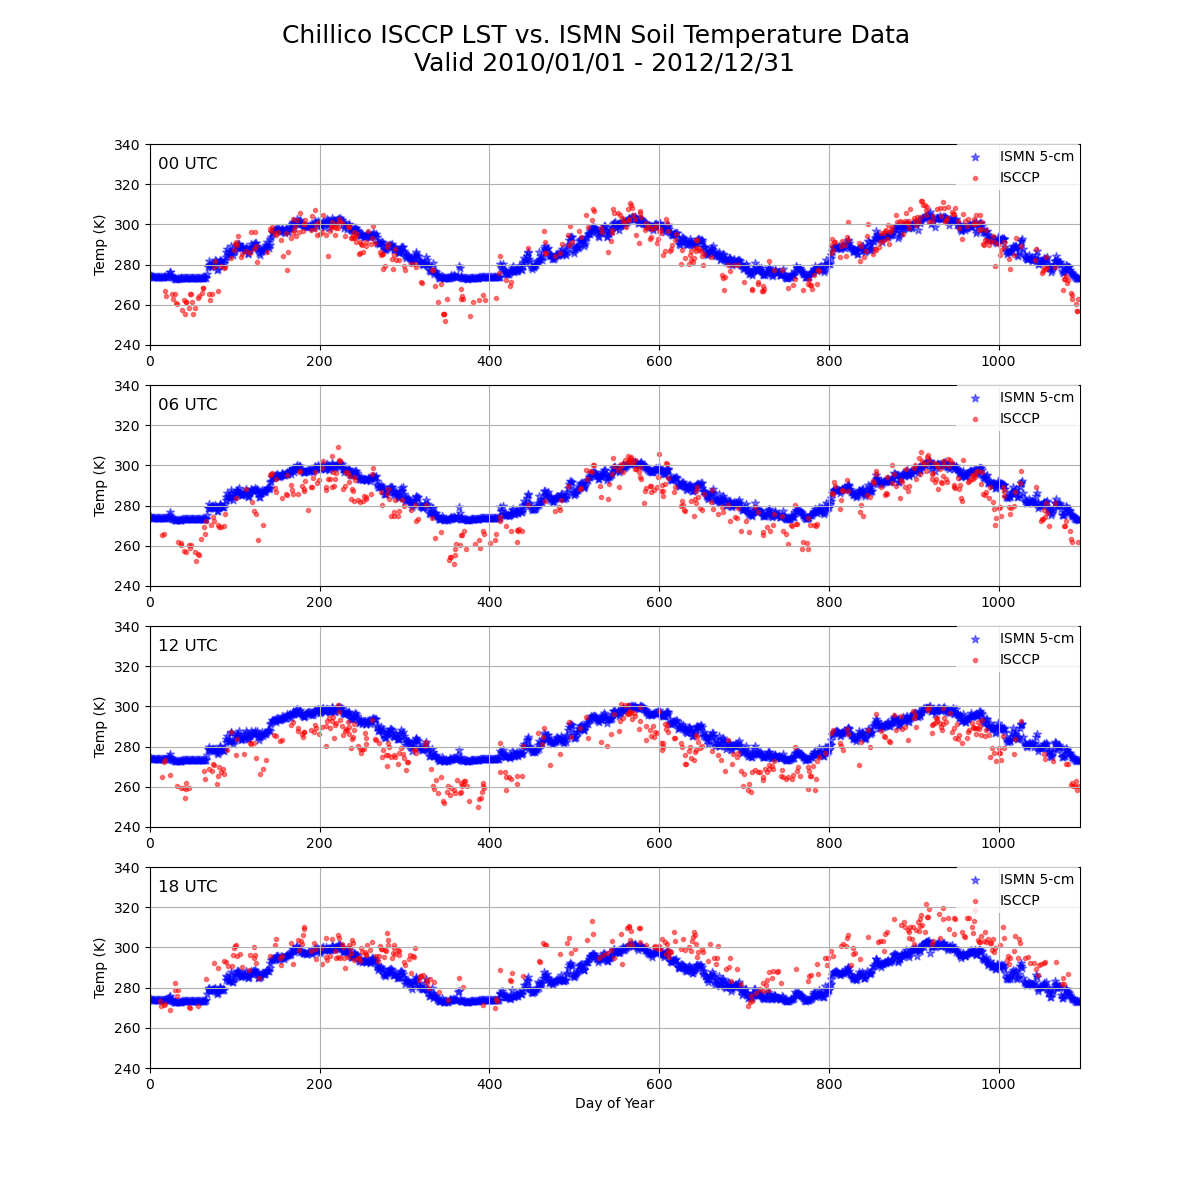 Chillico ISCCP LST vs. ISMN Soil Temperature Data
Valid 2010/01/01 - 2012/12/31
340
320
300
280
260
240
Temp (K)
00 UTC
ISMN 5-cm
ISCCP
0 200 400 600 800 1000
340
320
300
280
260
240
Temp (K)
06 UTC
ISMN 5-cm
ISCCP
0 200 400 600 800 1000
340
320
300
280
260
240
Temp (K)
12 UTC
ISMN 5-cm
ISCCP
0 200 400 600 800 1000
340
320
300
280
260
240
Temp (K)
18 UTC
ISMN 5-cm
ISCCP
0 200 400 600 800 1000
Day of Year